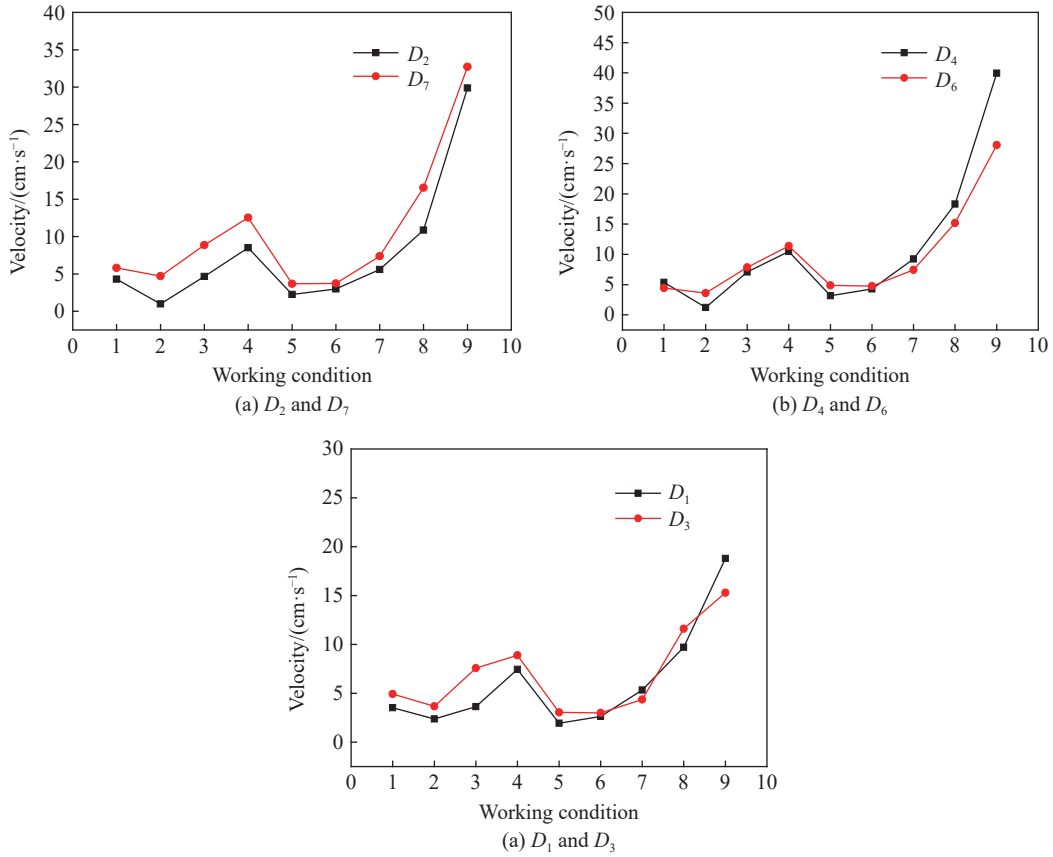 40
35
30
25
20
15
10
5
0
Velocity/(cm·s⁻¹)
D₂
D₇
0 1 2 3 4 5 6 7 8 9 10
Working condition
(a) D₂ and D₇
50
45
40
35
30
25
20
15
10
5
0
Velocity/(cm·s⁻¹)
D₄
D₆
0 1 2 3 4 5 6 7 8 9 10
Working condition
(b) D₄ and D₆
30
25
20
15
10
5
0
Velocity/(cm·s⁻¹)
D₁
D₃
0 1 2 3 4 5 6 7 8 9 10
Working condition
(a) D₁ and D₃